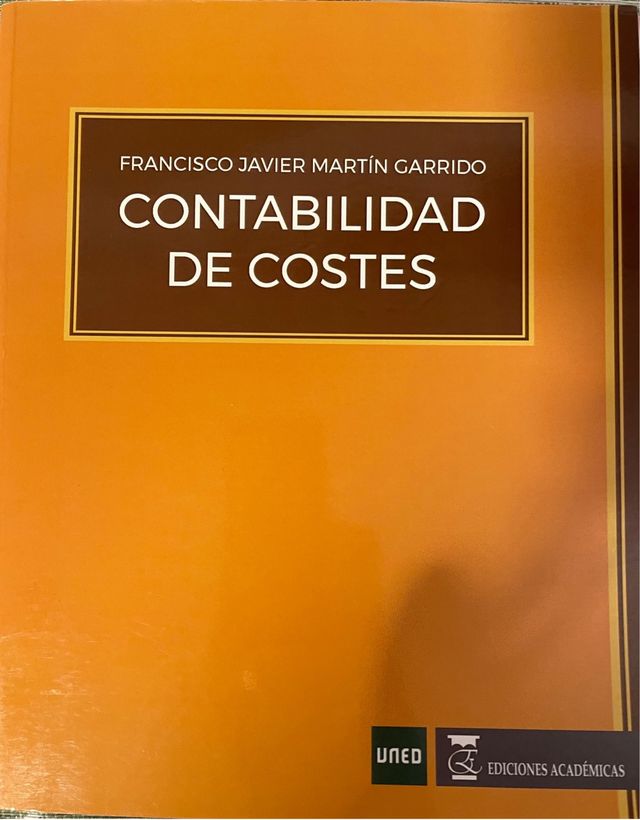 FRANCISCO JAVIER MARTÍN GARRIDO
CONTABILIDAD
DE COSTES
UNED
EDICIONES ACADÉMICAS